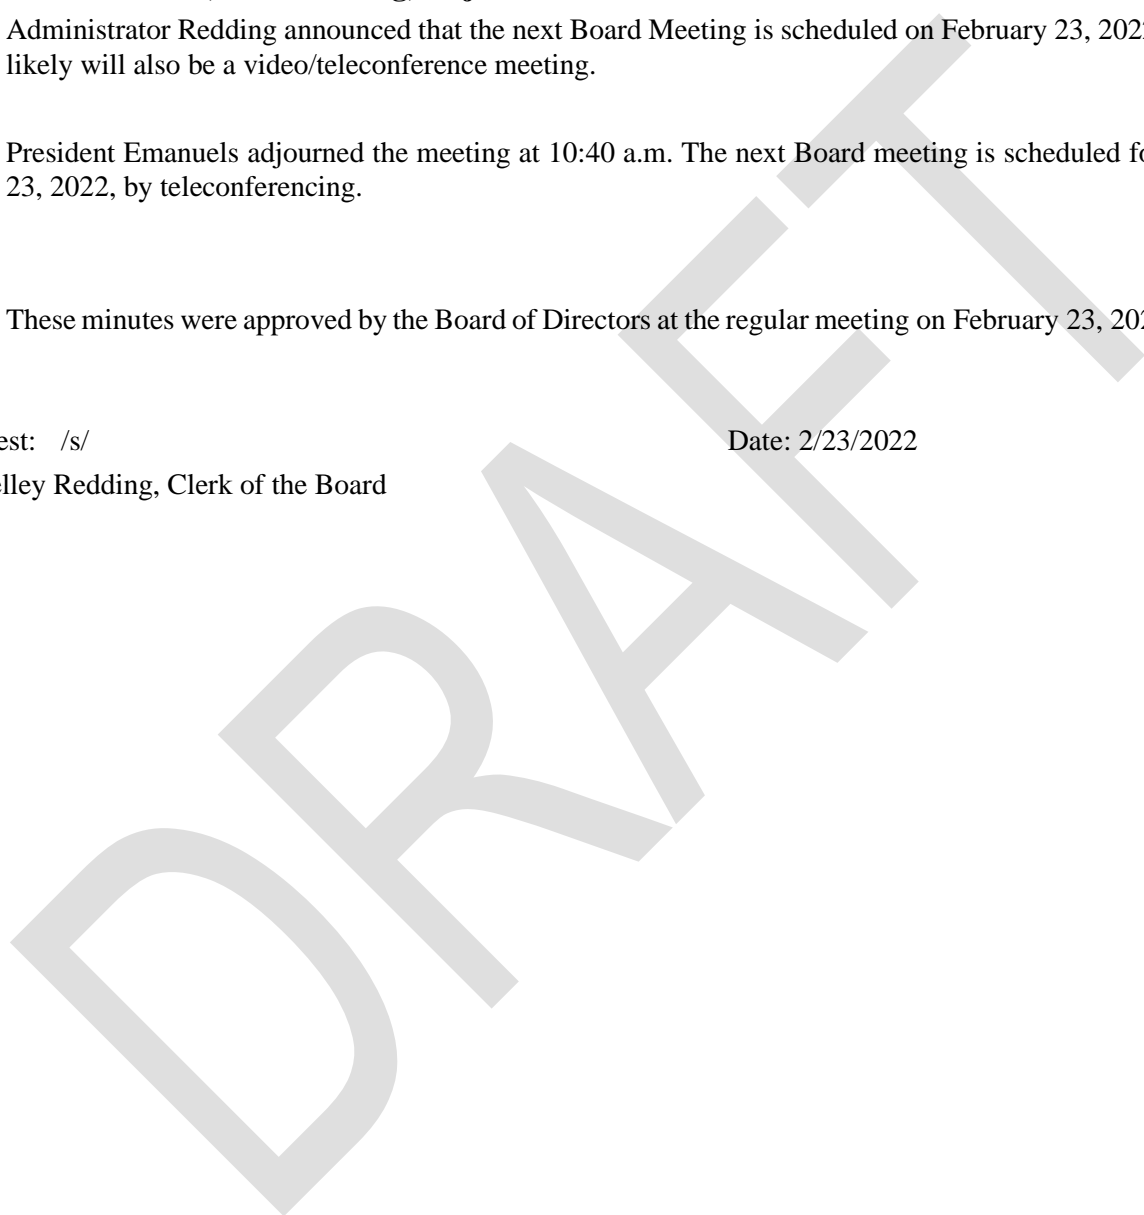 Administrator Redding announced that the next Board Meeting is scheduled on February 23, 202
likely will also be a video/teleconference meeting.
President Emanuels adjourned the meeting at 10:40 a.m. The next Board meeting is scheduled
23, 2022, by teleconferencing.
These minutes were approved by the Board of Directors at the regular meeting on February 23,
est: /s/ Date: 2/23/2022
elley Redding, Clerk of the Board
DRAFT